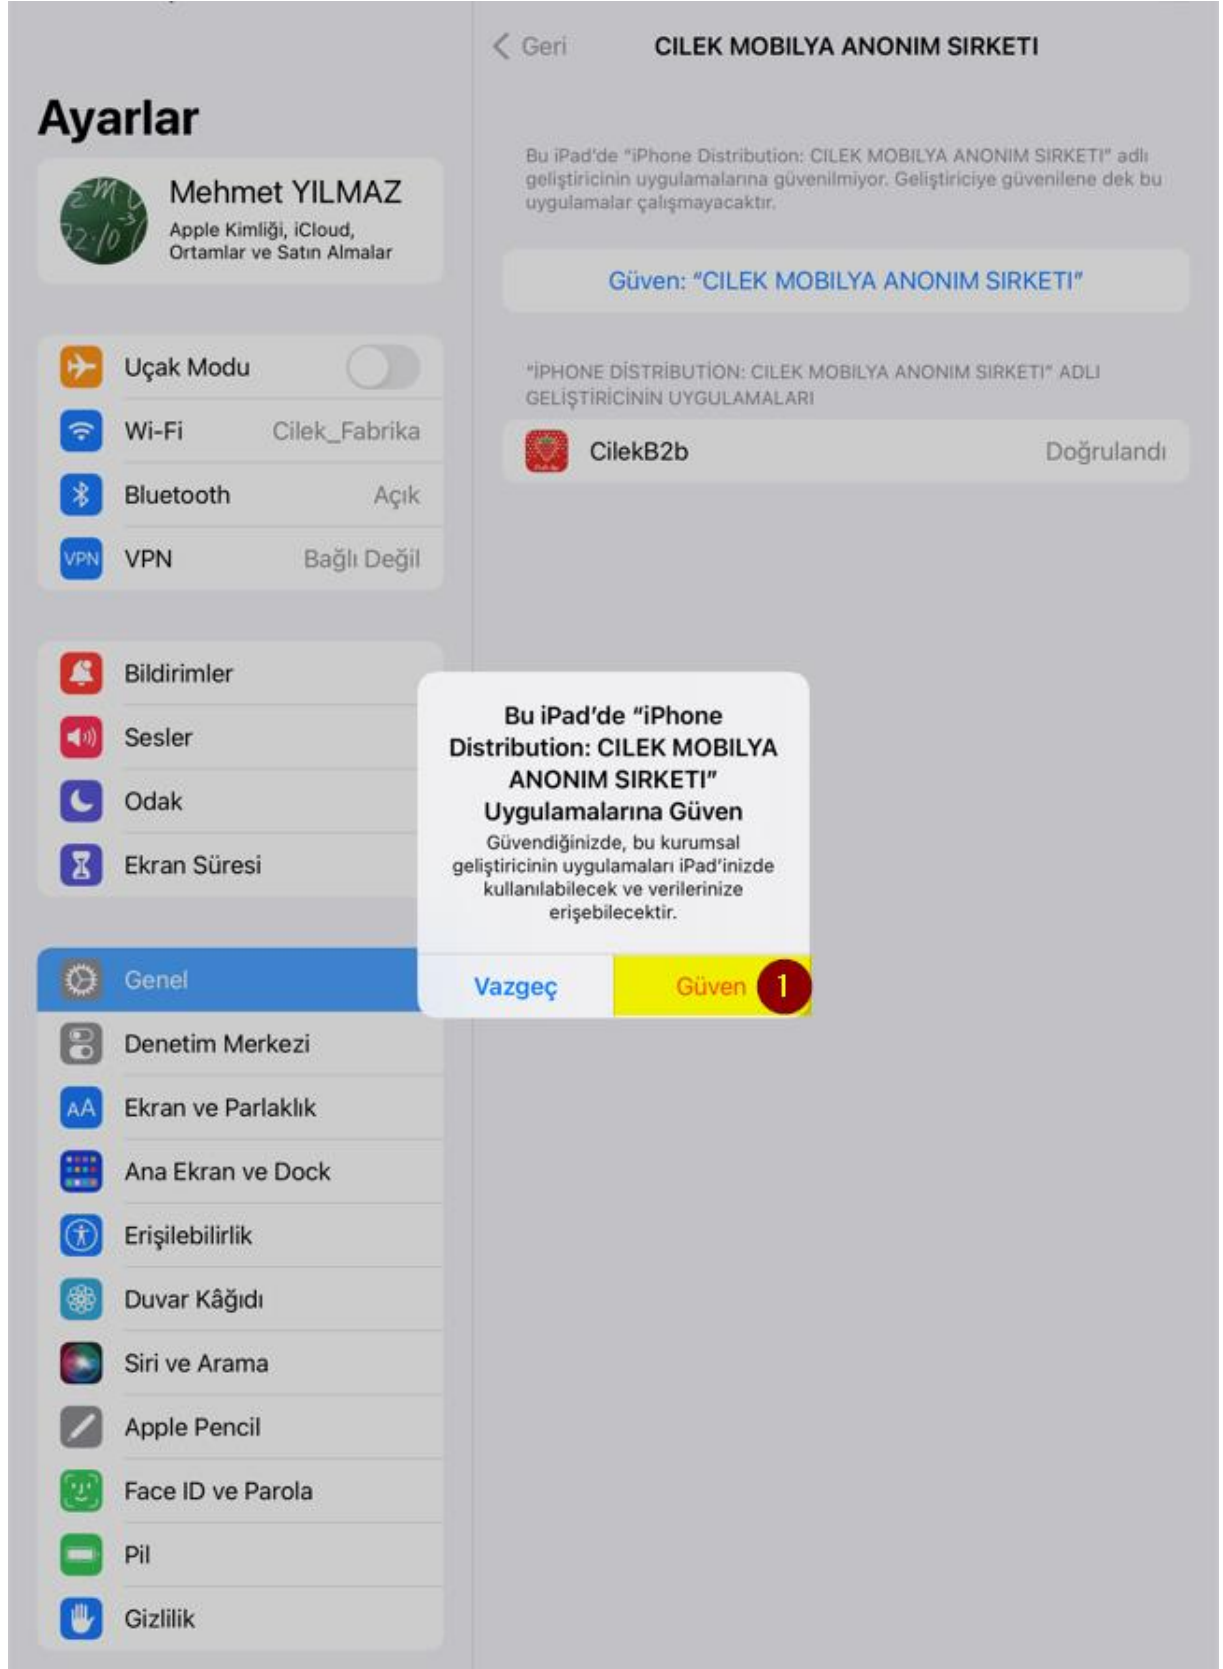 Geri
CILEK MOBILYA ANONIM SIRKETI
Ayarlar
Mehmet YILMAZ
Apple Kimliği, iCloud,
Ortamlar ve Satın Almalar
Uçak Modu
Wi-Fi Cilek_Fabrika
Bluetooth Açık
VPN VPN Bağlı Değil
Bildirimler
Sesler
Odak
Ekran Süresi
Genel
Denetim Merkezi
AA Ekran ve Parlaklık
Ana Ekran ve Dock
Erişilebilirlik
Duvar Kâğıdı
Siri ve Arama
Apple Pencil
Face ID ve Parola
Pil
Gizlilik
Bu iPad’de “iPhone Distribution: CILEK MOBILYA ANONIM SIRKETI” adlı
geliştiricinin uygulamalarına güvenilmiyor. Geliştiriciye güvenilene dek bu
uygulamalar çalışmayacaktır.
Güven: “CILEK MOBILYA ANONIM SIRKETI”
“İPHONE DİSTRİBUTİON: CILEK MOBILYA ANONIM SIRKETI” ADLI
GELİŞTİRİCİNİN UYGULAMALARI
CilekB2b Doğrulandı
Bu iPad’de “iPhone
Distribution: CILEK MOBILYA
ANONIM SIRKETI”
Uygulamalarına Güven
Güvendiğinizde, bu kurumsal
geliştiricinin uygulamaları iPad’inizde
kullanılabilecek ve verilerinize
erişebilecektir.
Vazgeç Güven 1